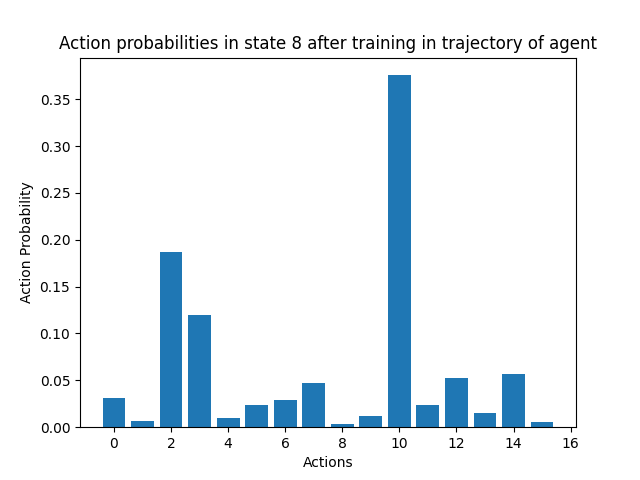 Action probabilities in state 8 after training in trajectory of agent
0.35
0.30
0.25
0.20
0.15
0.10
0.05
0.00
Action Probability
0 2 4 6 8 10 12 14 16
Actions